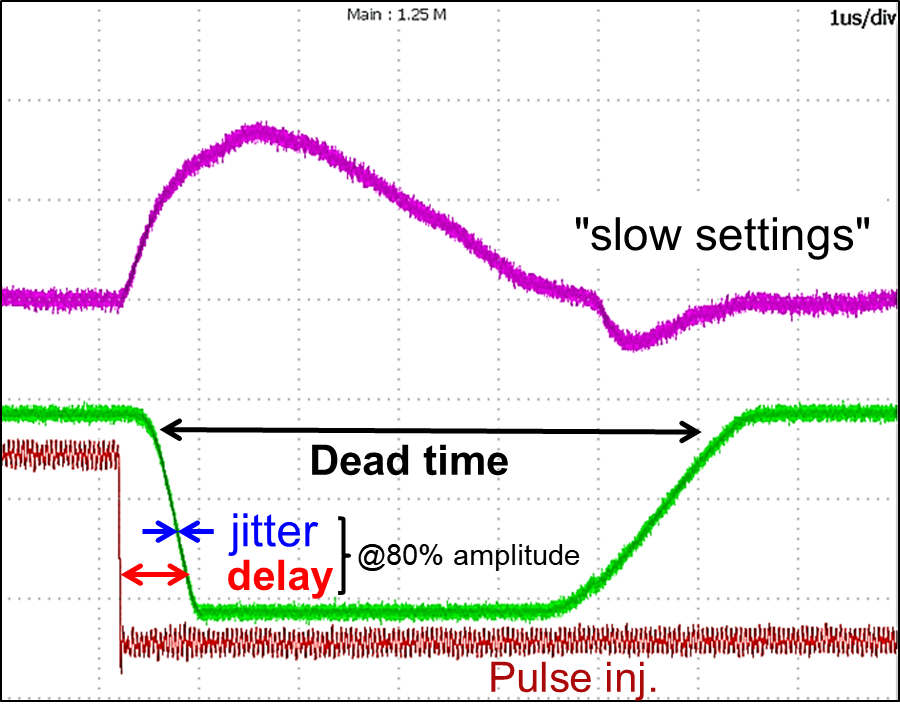 Main : 1.25 M
1us/div
"slow settings"
Dead time
jitter
delay
@80% amplitude
Pulse inj.